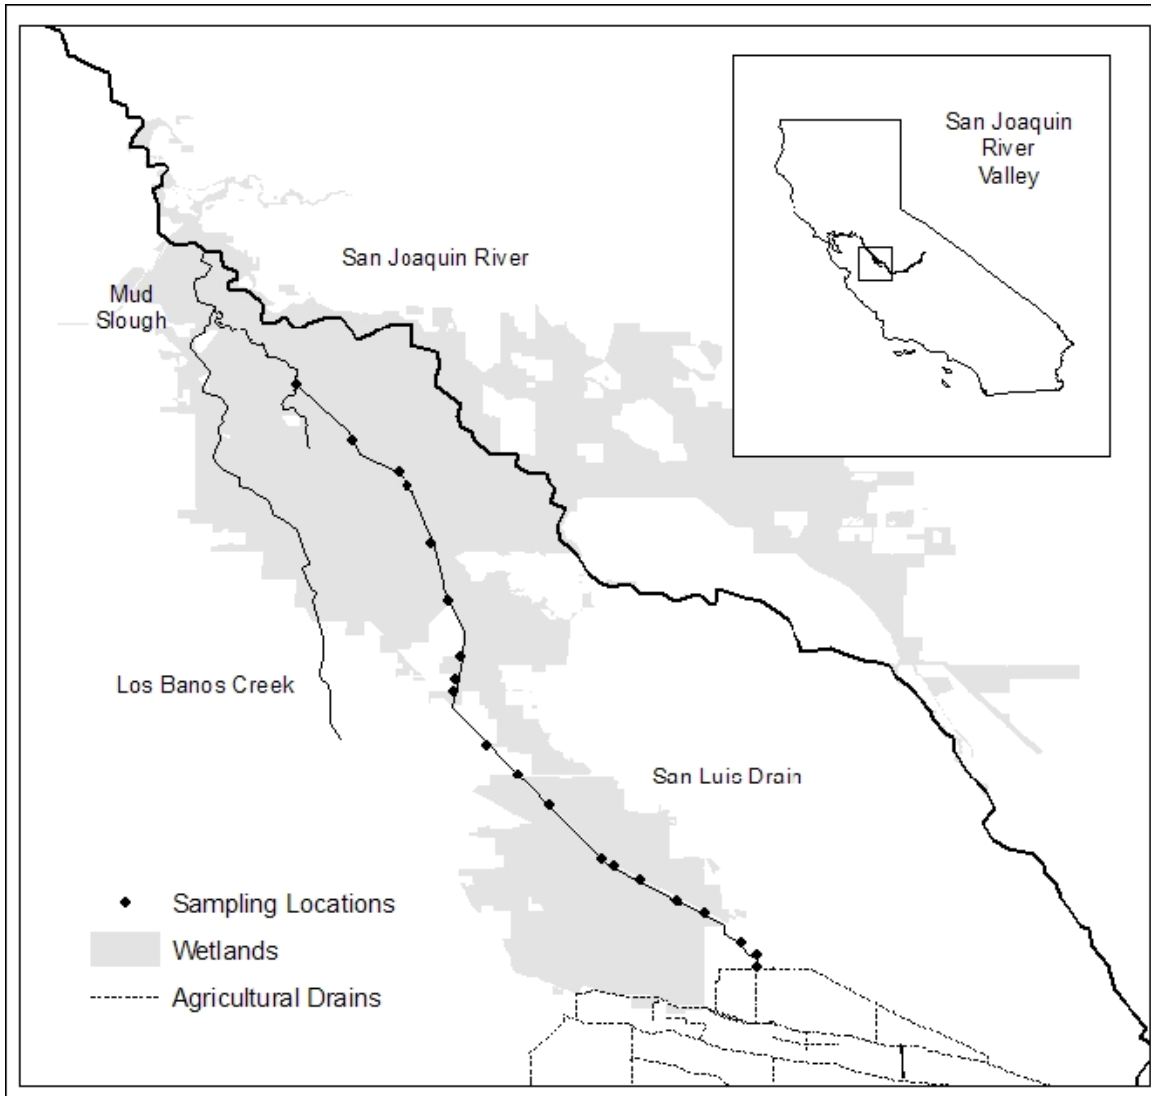 San Joaquin
River
Valley
San Joaquin River
Mud
Slough
Los Banos Creek
San Luis Drain
Sampling Locations
Wetlands
Agricultural Drains